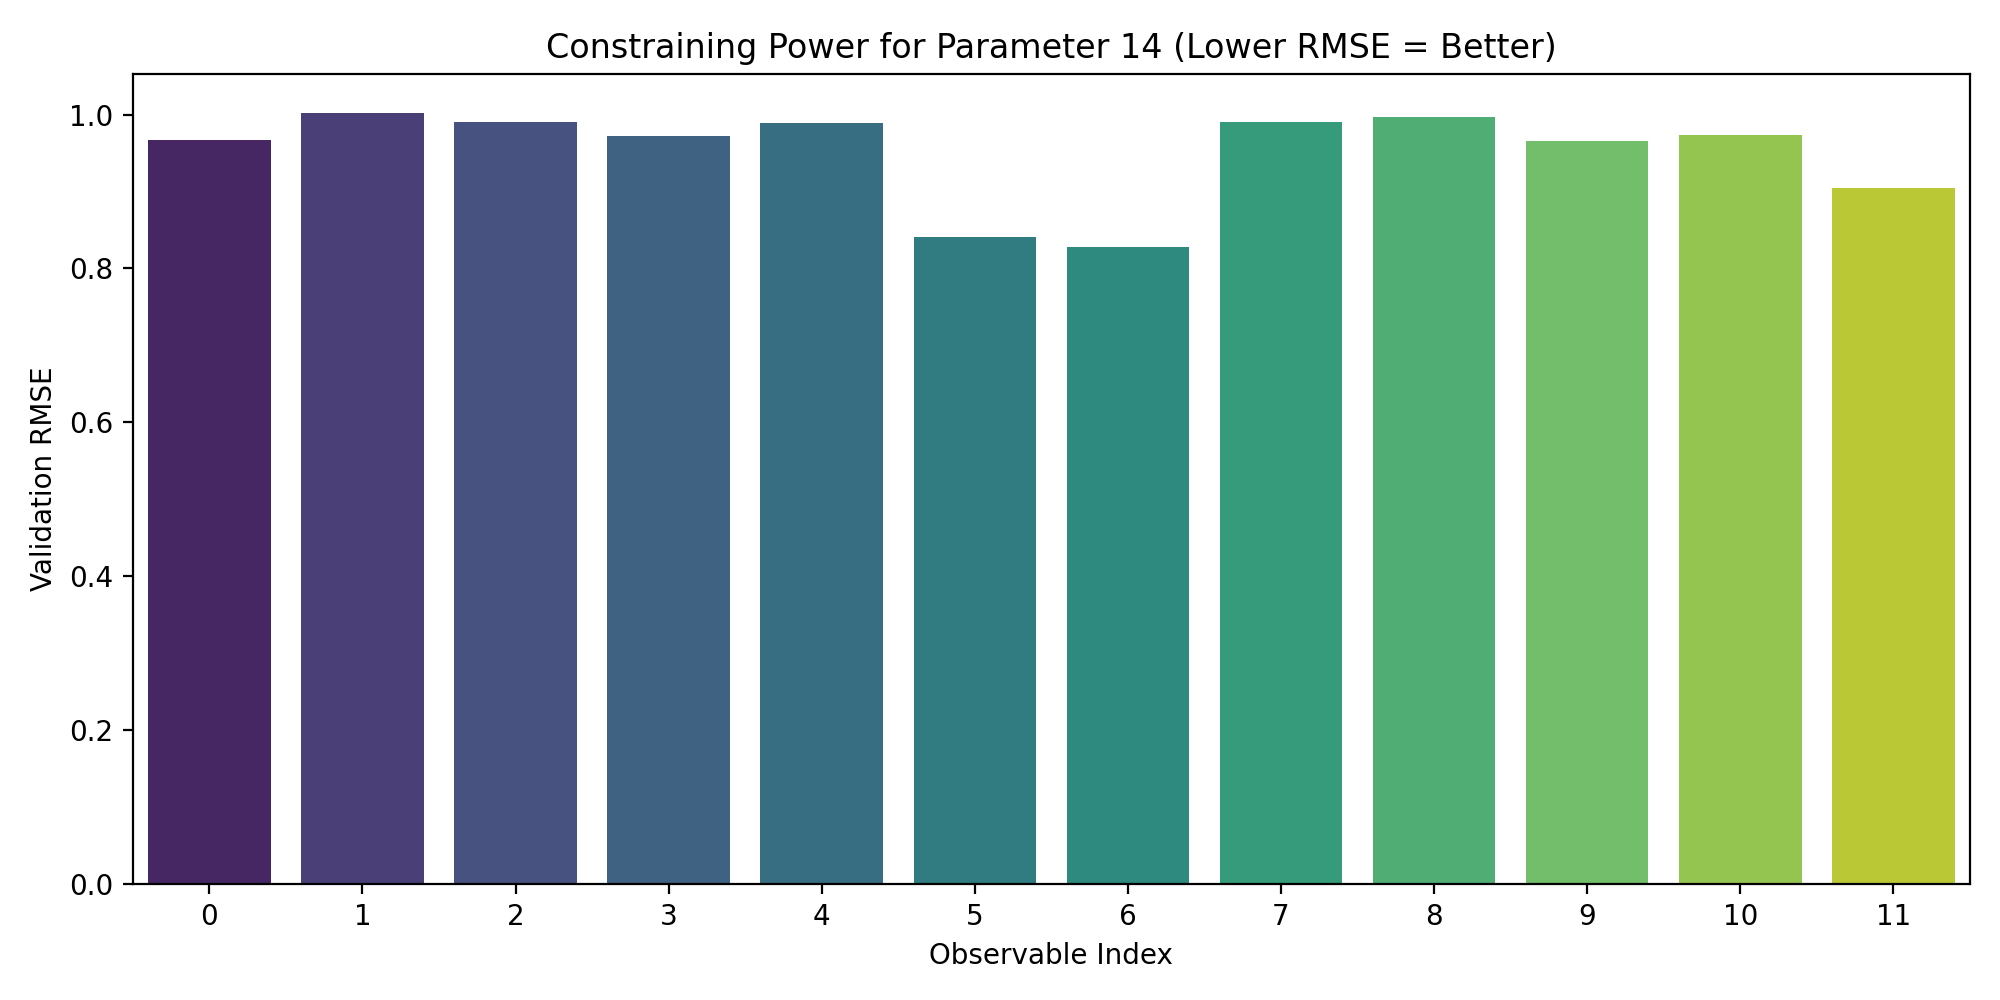 Constraining Power for Parameter 14 (Lower RMSE = Better)
Validation RMSE
1.0
0.8
0.6
0.4
0.2
0.0
0 1 2 3 4 5 6 7 8 9 10 11
Observable Index